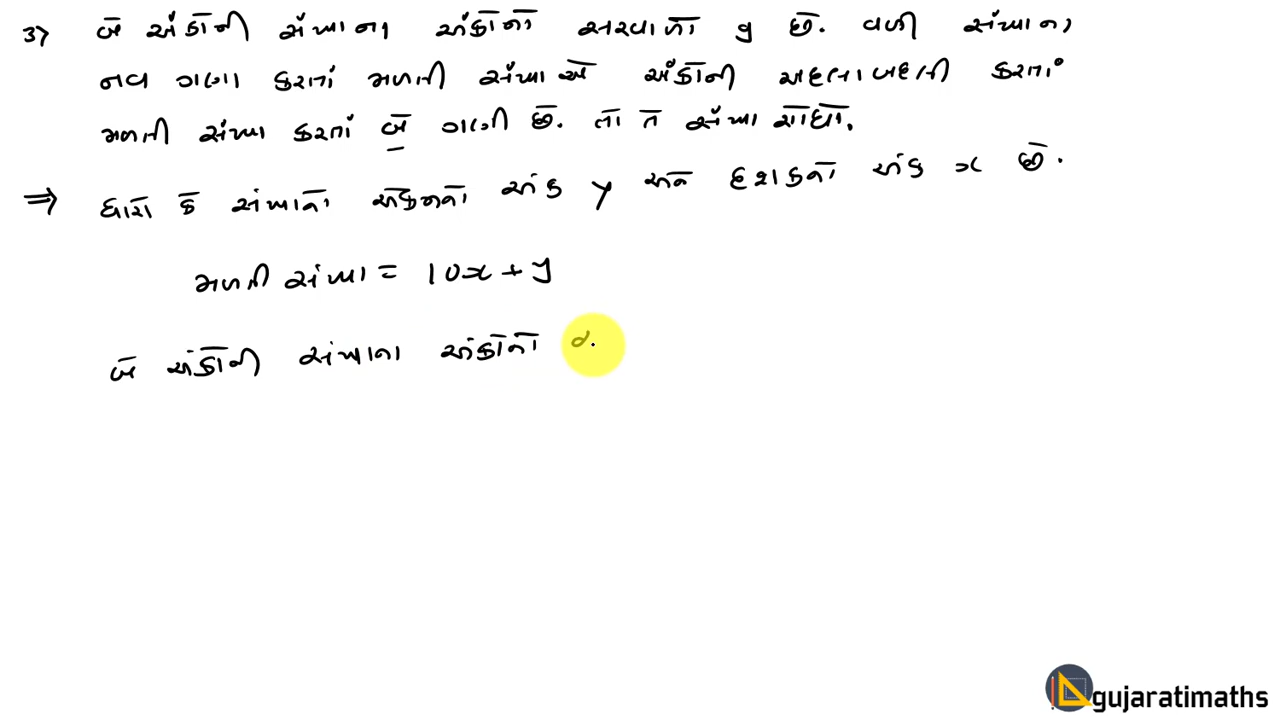 3) બે અંકોની સંખ્યાના અંકોનો સરવાળો 9 છે. વળી સંખ્યાના
નવ ગણા કરતાં મળતી સંખ્યા એ અંકોની અદલાબદલી કરતાં
મળતી સંખ્યા કરતાં બે ગણી છે. તો તે સંખ્યા શોધો.
⇒ ધારો કે સંખ્યાનો એકમનો અંક y અને દશકનો અંક x છે.
મળતી સંખ્યા = 10x + y
બે અંકોની સંખ્યાના અંકોનો
gujaratimaths